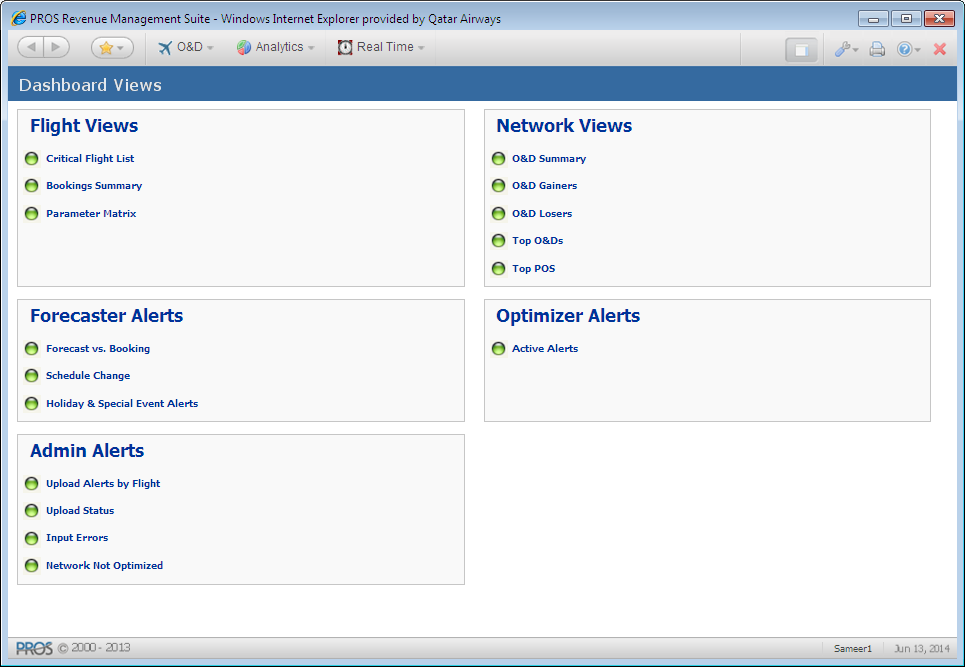 PROS Revenue Management Suite - Windows Internet Explorer provided by Qatar Airways
O&D Analytics Real Time
Dashboard Views
Flight Views
Critical Flight List
Bookings Summary
Parameter Matrix
Network Views
O&D Summary
O&D Gainers
O&D Losers
Top O&Ds
Top POS
Forecaster Alerts
Forecast vs. Booking
Schedule Change
Holiday & Special Event Alerts
Optimizer Alerts
Active Alerts
Admin Alerts
Upload Alerts by Flight
Upload Status
Input Errors
Network Not Optimized
PROS © 2000 - 2013 Sameer1 Jun 13, 2014